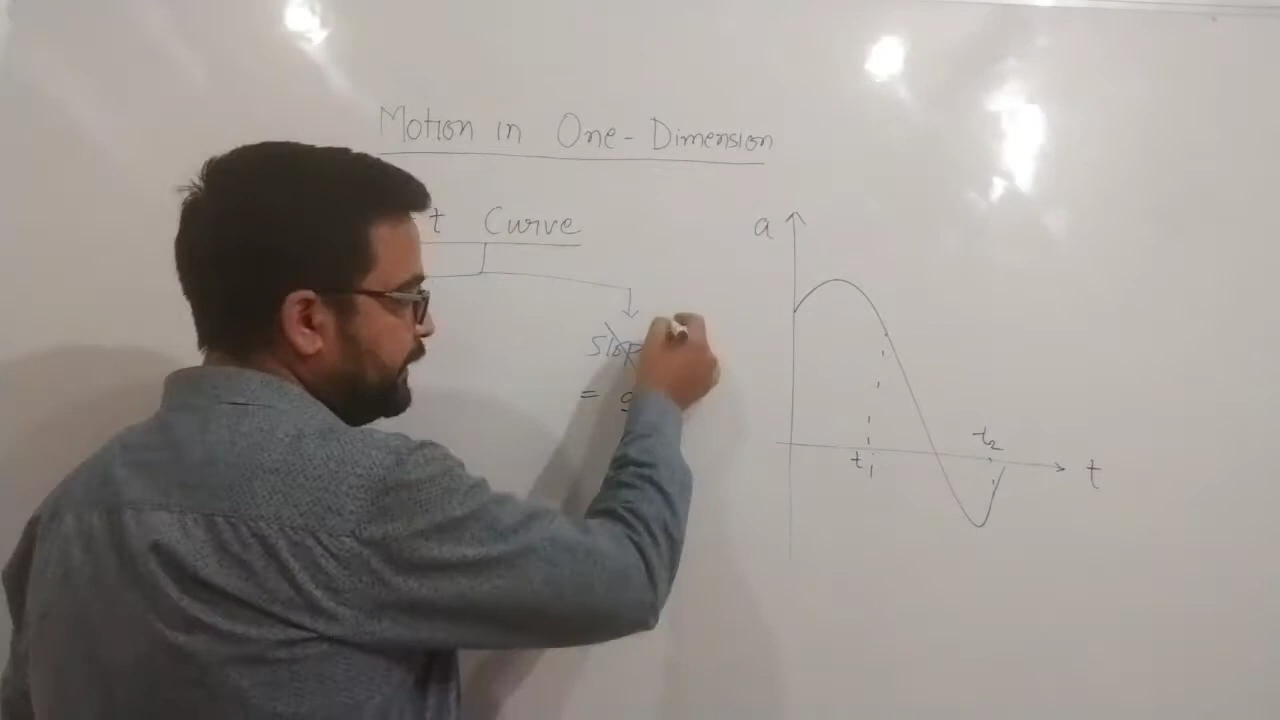 Motion in One-Dimension
t Curve
a
t₂
t₁
t
=